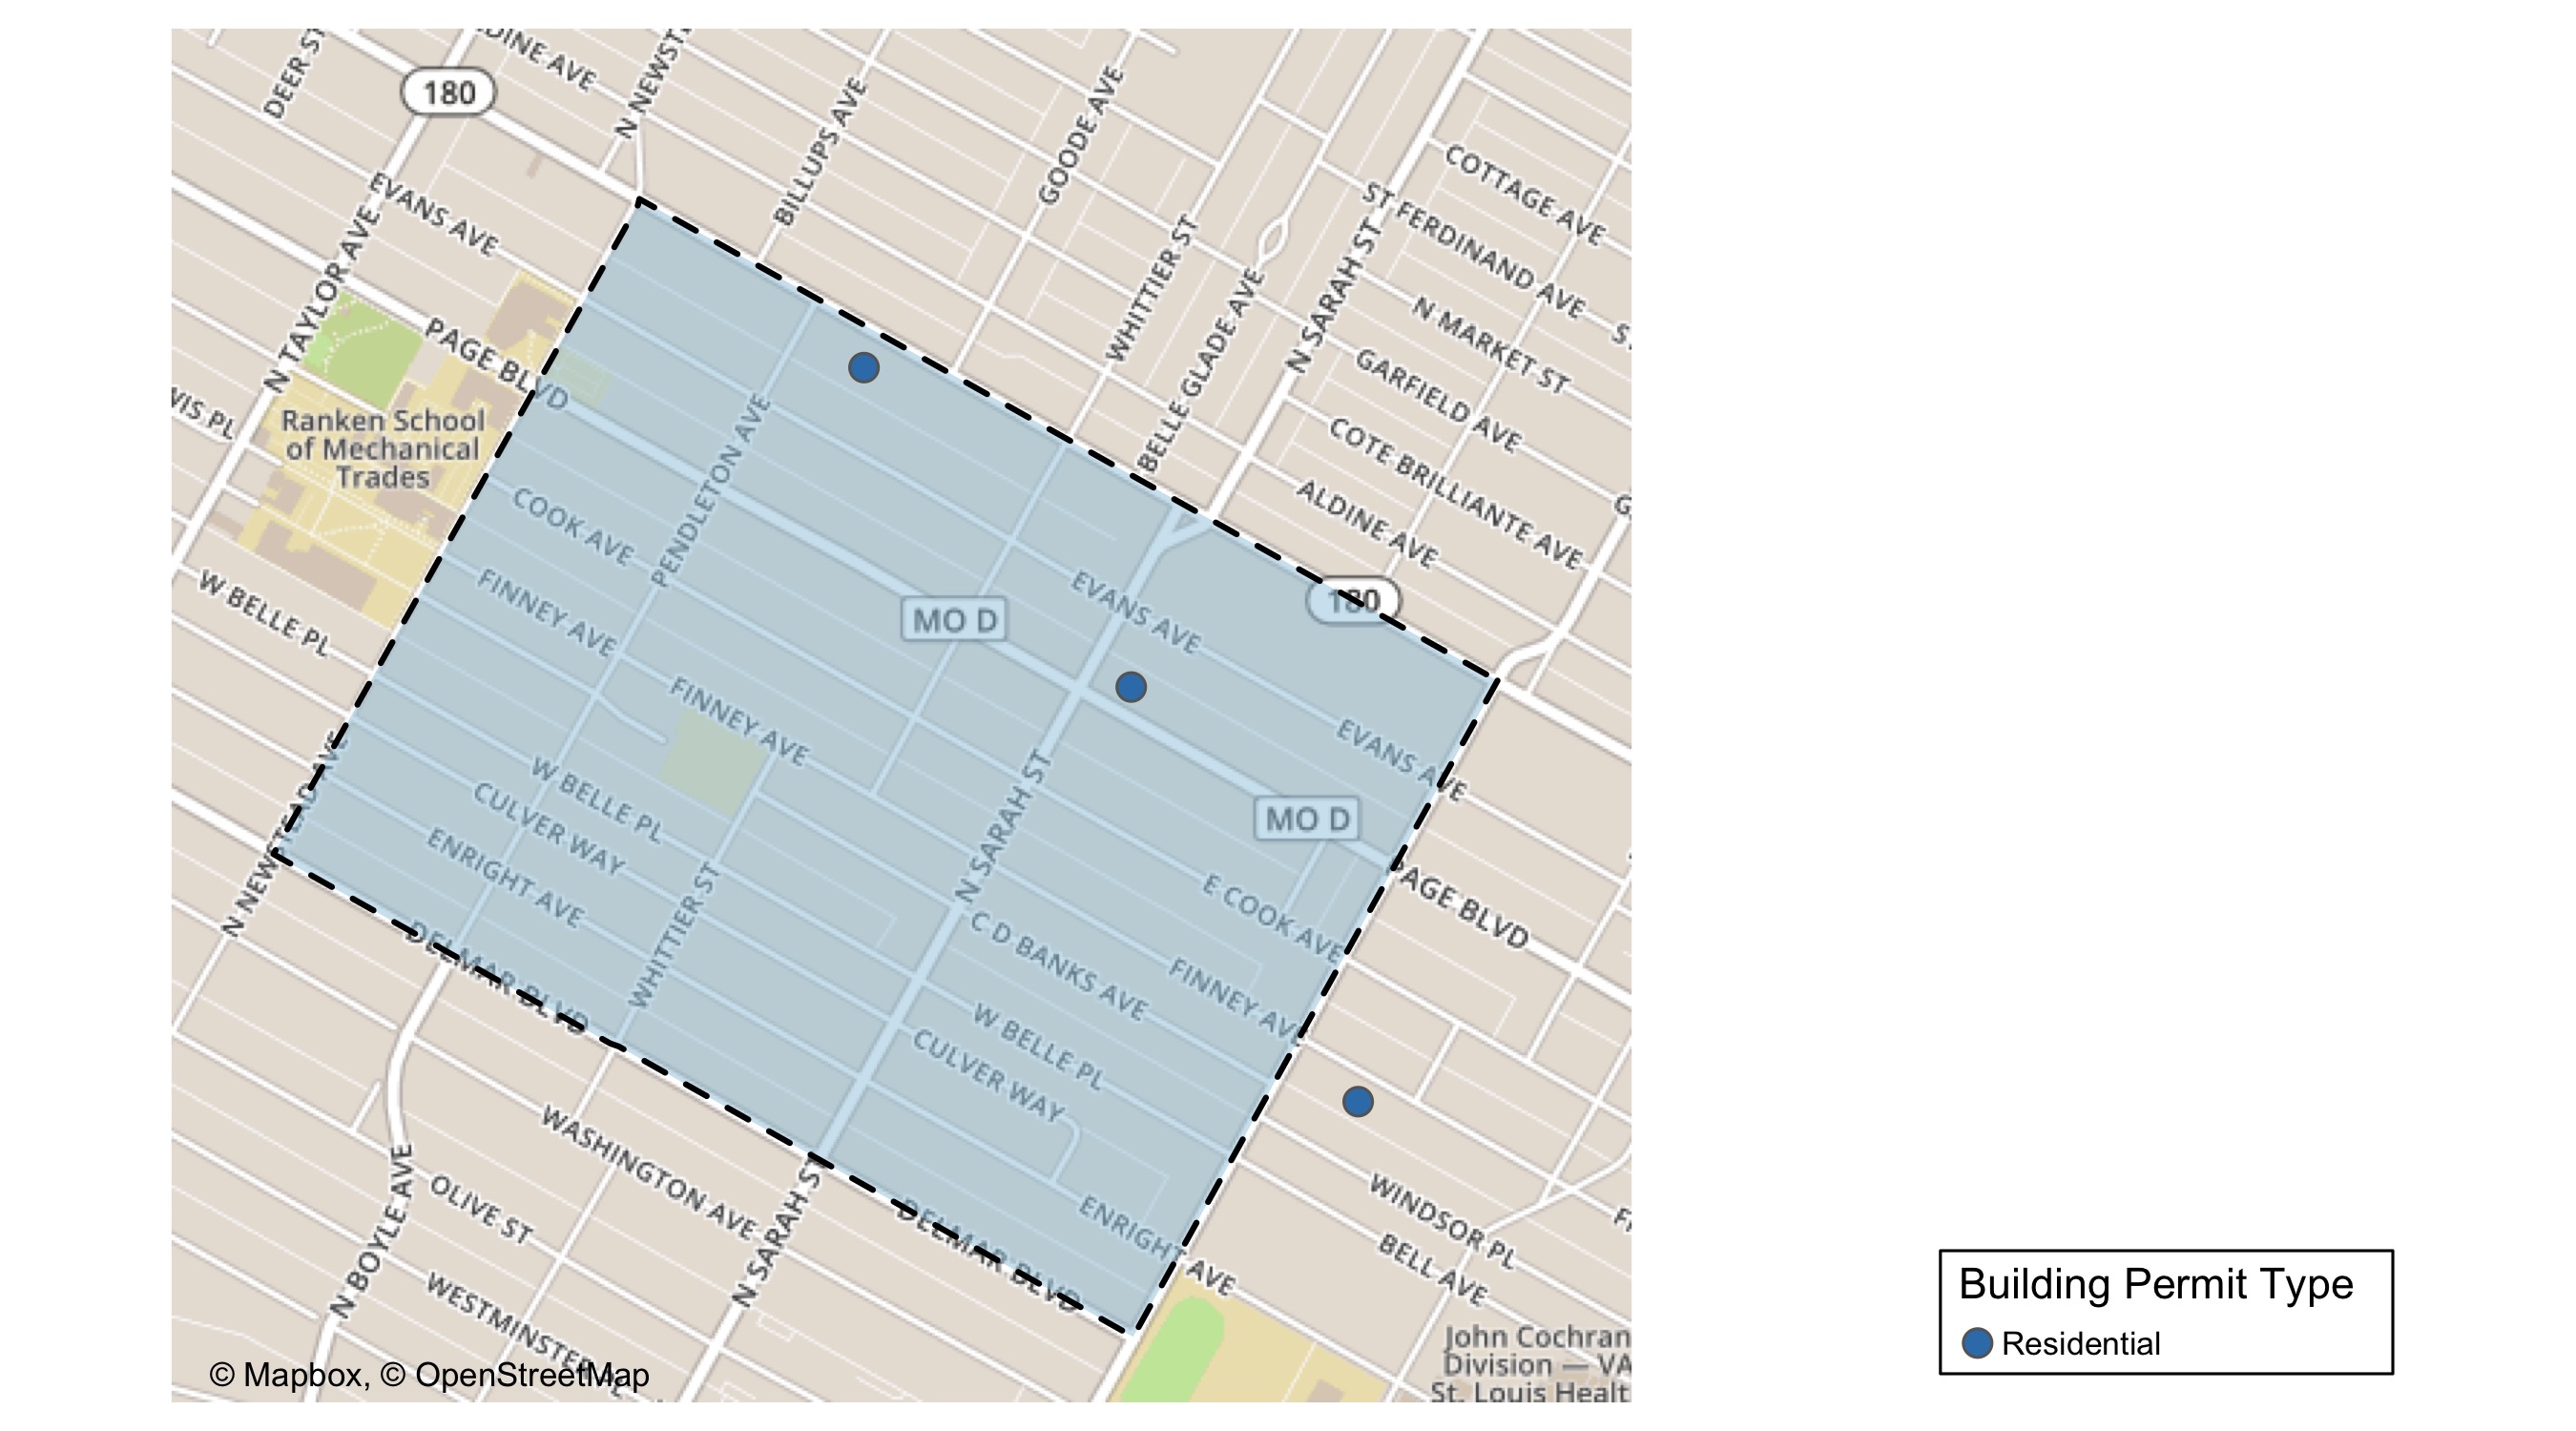 DEER ST
180
DINE AVE
N NEWST
BILLUPS AVE
GOODE AVE
COTTAGE AVE
ST FERDINAND AVE
EVANS AVE
N TAYLOR AVE
WHITTIER ST
BELLE GLADE AVE
N SARAH ST
N MARKET ST
S
PAGE BLVD
GARFIELD AVE
VIS PL
Ranken School
of Mechanical
Trades
PENDLETON AVE
COTE BRILLIANTE AVE
ALDINE AVE
G
COOK AVE
FINNEY AVE
W BELLE PL
MO D
EVANS AVE
180
FINNEY AVE
EVANS AVE
N NEWSTEAD AVE
W BELLE PL
CULVER WAY
ENRIGHT AVE
N SARAH ST
MO D
PAGE BLVD
E COOK AVE
WHITTIER ST
C D BANKS AVE
FINNEY AVE
DELMAR BLVD
W BELLE PL
CULVER WAY
WASHINGTON AVE
N BOYLE AVE
OLIVE ST
N SARAH ST
DELMAR BLVD
ENRIGHT AVE
WINDSOR PL
BELL AVE
FI
WESTMINSTER PL
John Cochran
Division — VA
St. Louis Healt
© Mapbox, © OpenStreetMap
Building Permit Type
Residential